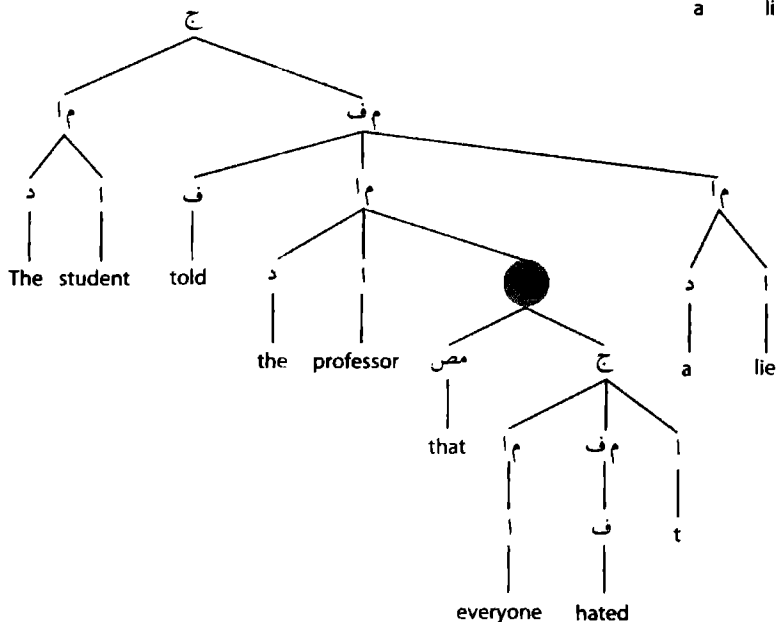 a li
ج
م ا م ف
د ا ف م ا م ا
The student told د ا د ا
the professor مص ج a lie
that م ا م ف ا
ا ف t
everyone hated